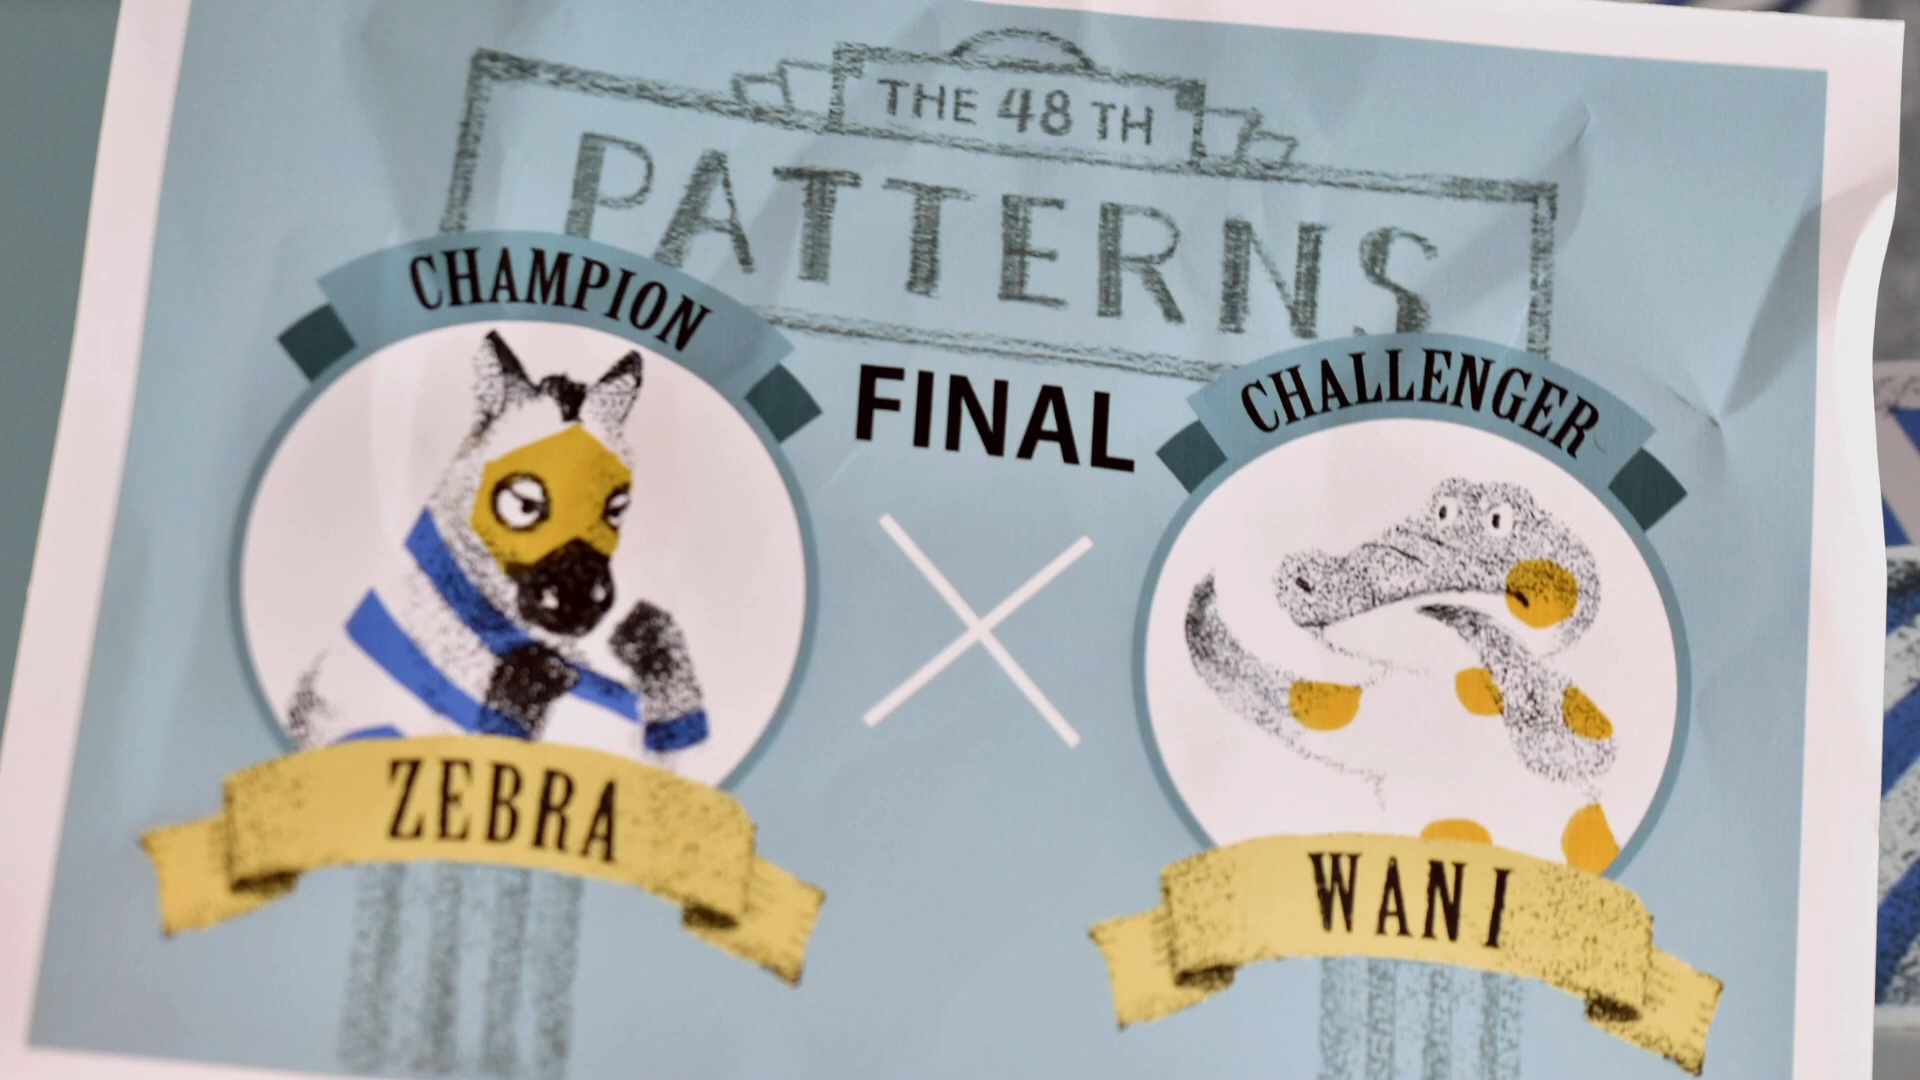 THE 48 TH
PATTERNS
CHAMPION
FINAL
CHALLENGER
ZEBRA
WANI